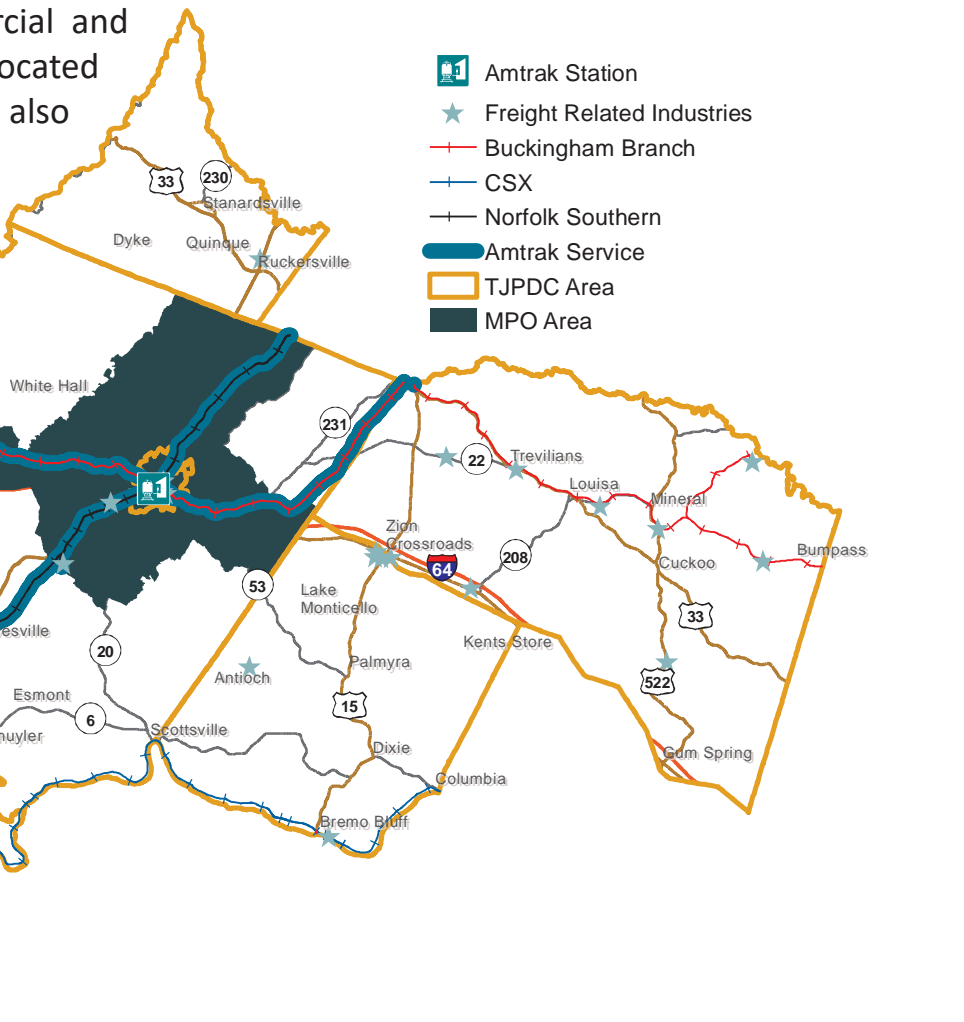 rcial and
ocated
also
Amtrak Station
Freight Related Industries
Buckingham Branch
CSX
Norfolk Southern
Amtrak Service
TJPDC Area
MPO Area
33
230
Stanardsville
Dyke
Quinque
Ruckersville
White Hall
231
22
Trevilians
Louisa
Mineral
Zion
Crossroads
64
208
Bumpass
Cuckoo
53
Lake
Monticello
33
esville
20
Kents Store
Palmyra
Antioch
522
15
Esmont
6
Scottsville
huyler
Dixie
Gum Spring
Columbia
Bremo Bluff